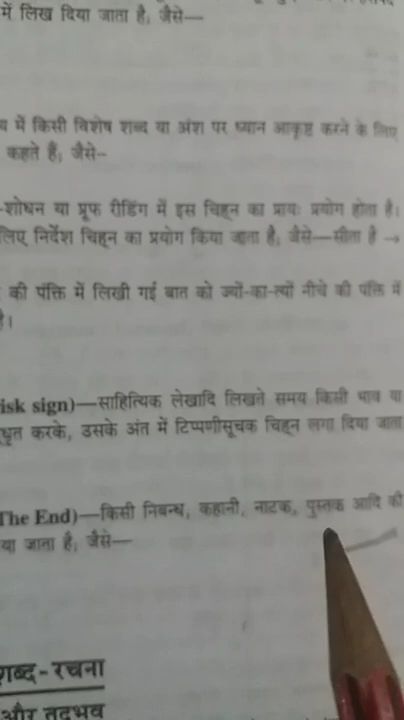 में लिख दिया जाता है, जैसे—
य में किसी विशेष शब्द या अंश पर ध्यान आकृष्ट करने के लिए
कहते हैं, जैसे–
-शोधन या प्रूफ रीडिंग में इस चिह्न का प्रायः प्रयोग होता है।
लिए निर्देश चिह्न का प्रयोग किया जाता है, जैसे—सीता है →
की पंक्ति में लिखी गई बात को ज्यों-का-त्यों नीचे की पंक्ति में
है।
isk sign)—साहित्यिक लेखादि लिखते समय किसी भाव या
धृत करके, उसके अंत में टिप्पणीसूचक चिह्न लगा दिया जाता
The End)—किसी निबन्ध, कहानी, नाटक, पुस्तक आदि की
या जाता है, जैसे—
शब्द-रचना
और तद्भव